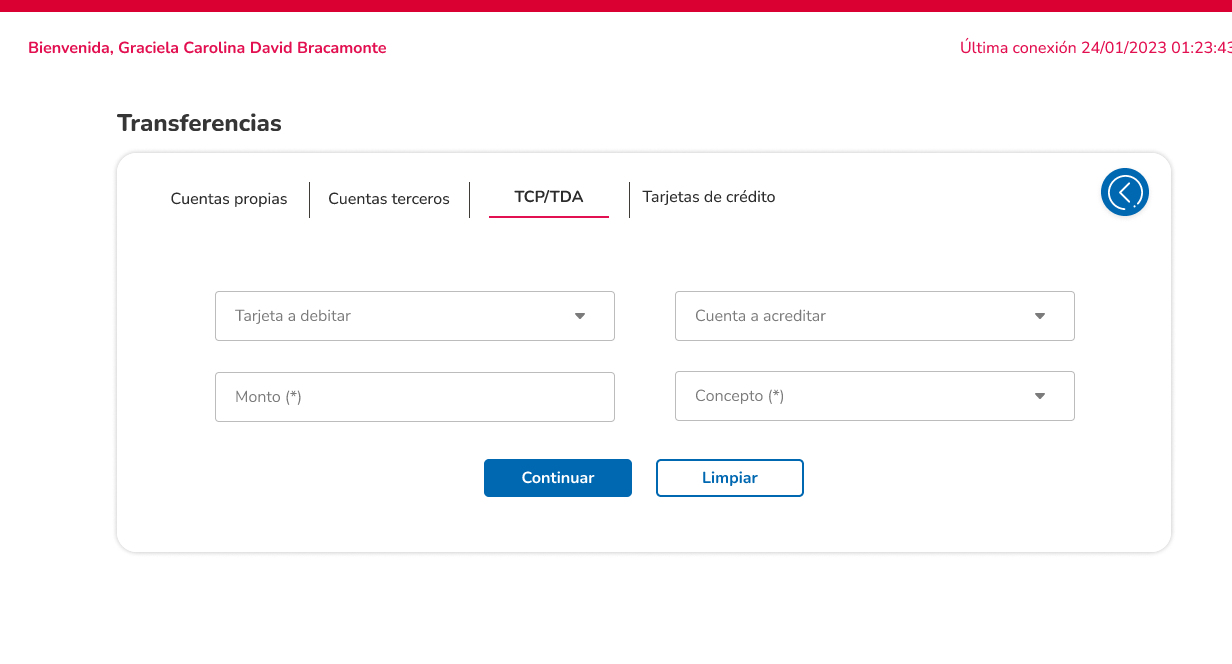 Bienvenida, Graciela Carolina David Bracamonte
Última conexión 24/01/2023 01:23:43
Transferencias
Cuentas propias
Cuentas terceros
TCP/TDA
Tarjetas de crédito
Tarjeta a debitar
Cuenta a acreditar
Monto (*)
Concepto (*)
Continuar
Limpiar